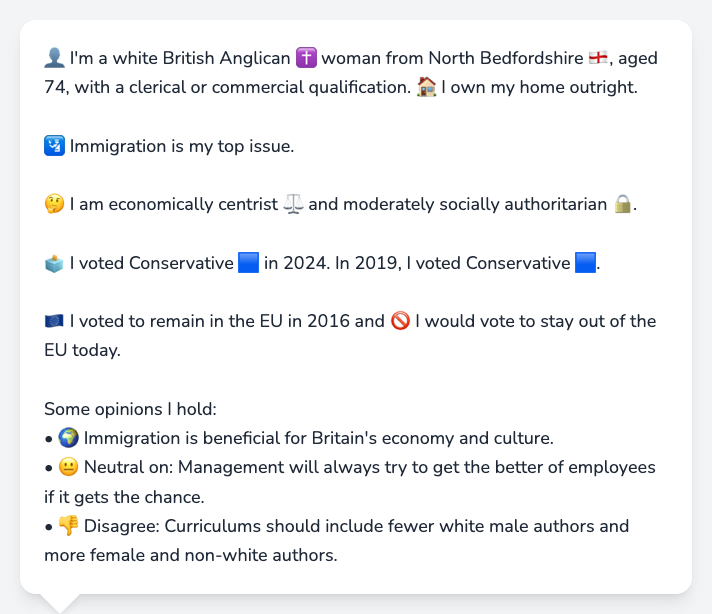 👤 I'm a white British Anglican ✝️ woman from North Bedfordshire 🏴󠁧󠁢󠁥󠁮󠁧󠁿, aged
74, with a clerical or commercial qualification. 🏠 I own my home outright.
🛂 Immigration is my top issue.
🤔 I am economically centrist ⚖️ and moderately socially authoritarian 🔒.
🗳️ I voted Conservative 🟦 in 2024. In 2019, I voted Conservative 🟦.
🇪🇺 I voted to remain in the EU in 2016 and 🚫 I would vote to stay out of the
EU today.
Some opinions I hold:
• 🌍 Immigration is beneficial for Britain's economy and culture.
• 😐 Neutral on: Management will always try to get the better of employees
if it gets the chance.
• 👎 Disagree: Curriculums should include fewer white male authors and
more female and non-white authors.